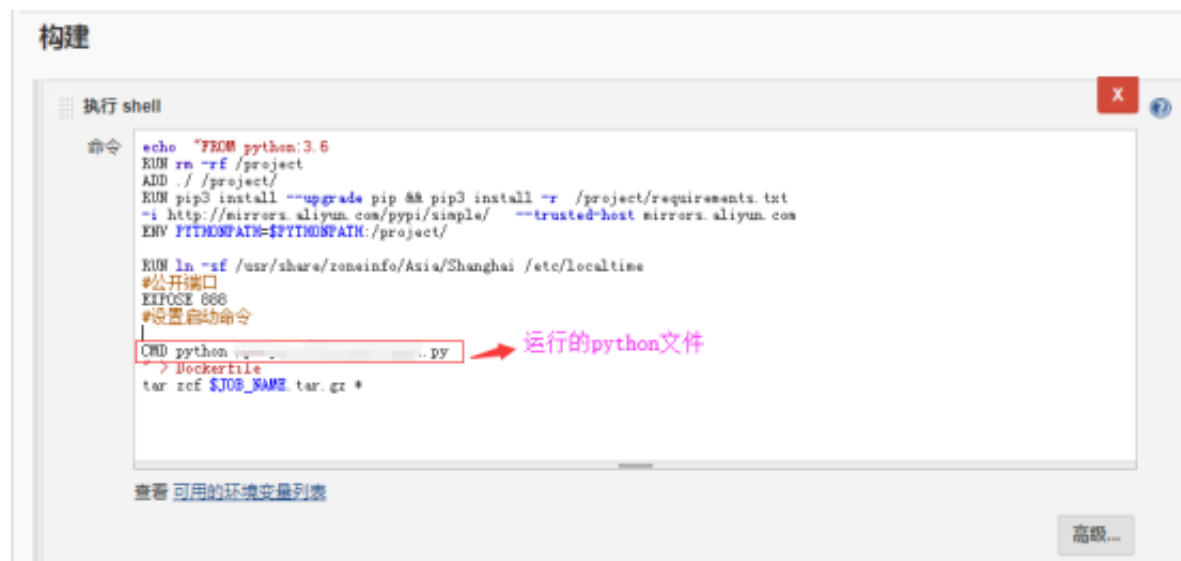 构建
执行 shell
X
命令
echo "FROM python:3.6
RUN rm -rf /project
ADD ./ /project/
RUN pip3 install --upgrade pip && pip3 install -r /project/requirements.txt
-i http://mirrors.aliyun.com/pypi/simple/ --trusted-host mirrors.aliyun.com
ENV PYTHONPATH=$PYTHONPATH:/project/
RUN ln -sf /usr/share/zoneinfo/Asia/Shanghai /etc/localtime
#公开端口
EXPOSE 888
#设置启动命令
CMD python .py
运行的python文件
" > Dockerfile
tar zcf $JOB_NAME.tar.gz *
查看 可用的环境变量列表
高级...